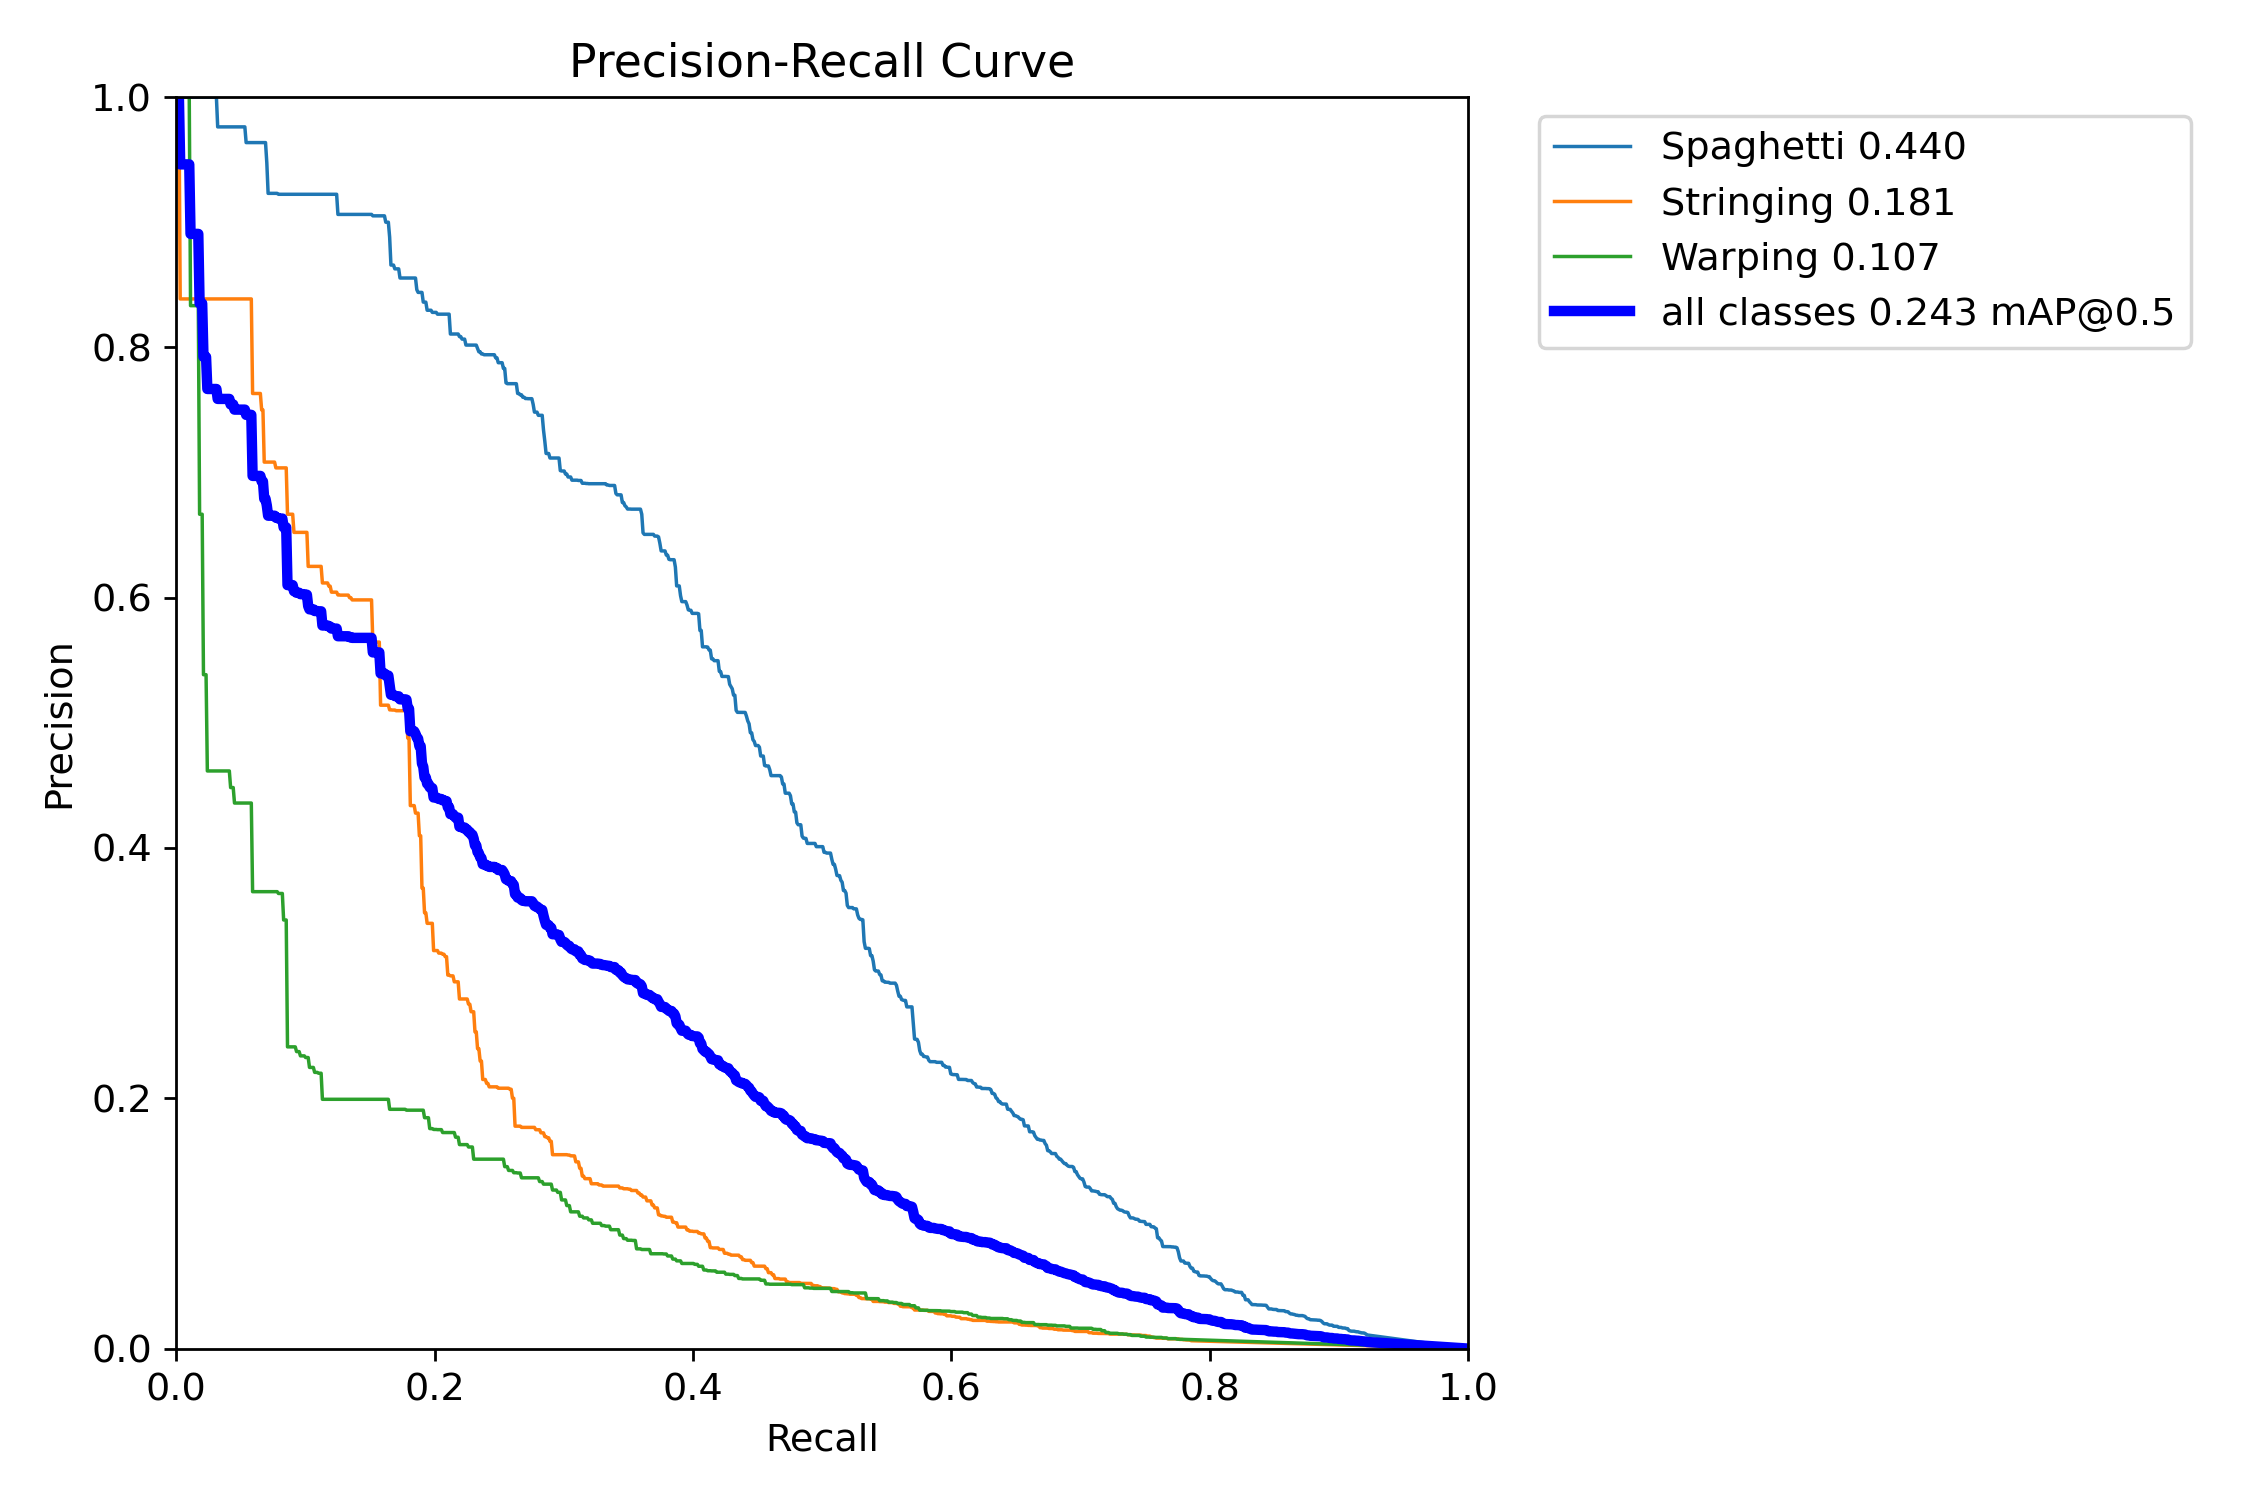 Precision-Recall Curve
1.0
0.8
0.6
0.4
0.2
0.0
Precision
0.0 0.2 0.4 0.6 0.8 1.0
Recall
Spaghetti 0.440
Stringing 0.181
Warping 0.107
all classes 0.243 mAP@0.5